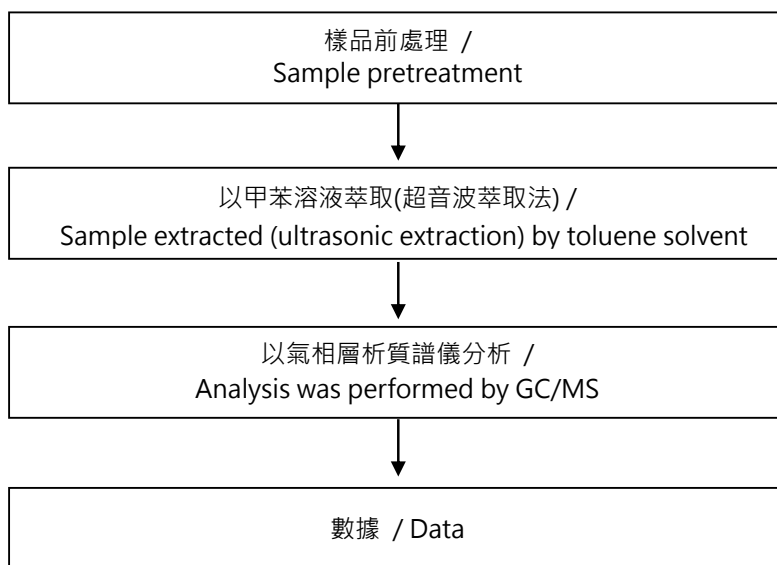 樣品前處理 /
Sample pretreatment
以甲苯溶液萃取(超音波萃取法) /
Sample extracted (ultrasonic extraction) by toluene solvent
以氣相層析質譜儀分析 /
Analysis was performed by GC/MS
數據 / Data